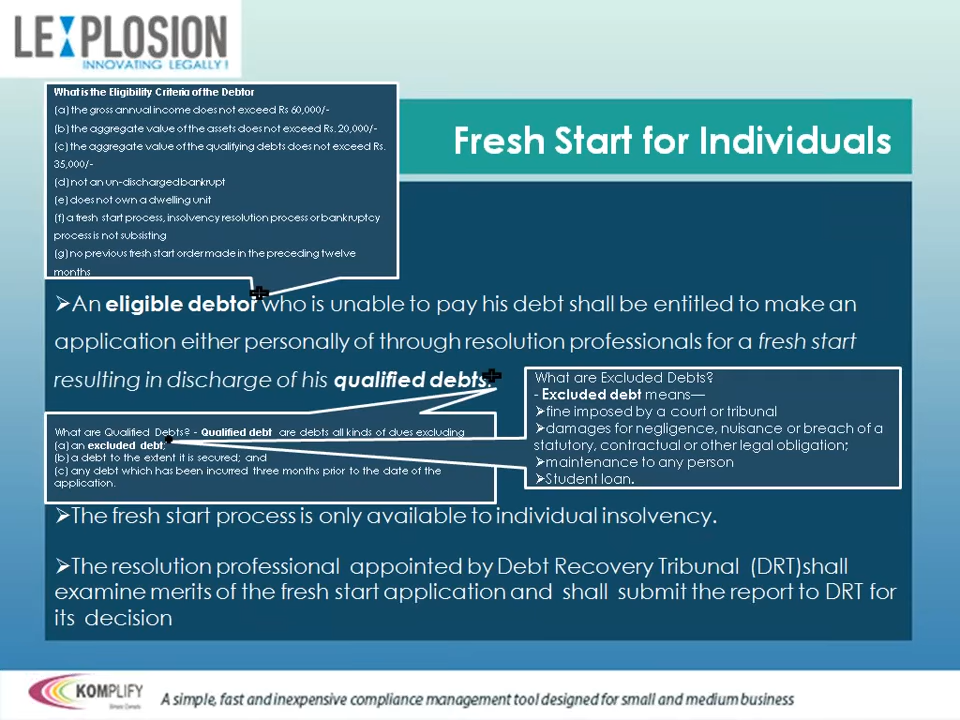 LEXPLOSION
INNOVATING LEGALLY!
What is the Eligibility Criteria of the Debtor
(a) the gross annual income does not exceed Rs 60,000/-
(b) the aggregate value of the assets does not exceed Rs. 20,000/-
(c) the aggregate value of the qualifying debts does not exceed Rs.
35,000/-
(d) not an un-discharged bankrupt
(e) does not own a dwelling unit
(f) a fresh start process, insolvency resolution process or bankruptcy
process is not subsisting
(g) no previous fresh start order made in the preceding twelve
months
Fresh Start for Individuals
➢An eligible debtor who is unable to pay his debt shall be entitled to make an
application either personally of through resolution professionals for a fresh start
resulting in discharge of his qualified debts.
What are Qualified Debts? - Qualified debt are debts all kinds of dues excluding
(a) an excluded debt;
(b) a debt to the extent it is secured; and
(c) any debt which has been incurred three months prior to the date of the
application.
What are Excluded Debts?
- Excluded debt means—
➢fine imposed by a court or tribunal
➢damages for negligence, nuisance or breach of a
statutory, contractual or other legal obligation;
➢maintenance to any person
➢Student loan.
➢The fresh start process is only available to individual insolvency.
➢The resolution professional appointed by Debt Recovery Tribunal (DRT)shall
examine merits of the fresh start application and shall submit the report to DRT for
its decision
KOMPLIFY
A simple, fast and inexpensive compliance management tool designed for small and medium business